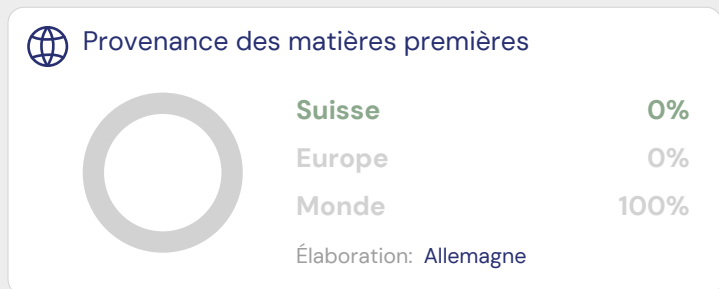 Provenance des matières premières
Suisse 0%
Europe 0%
Monde 100%
Élaboration: Allemagne